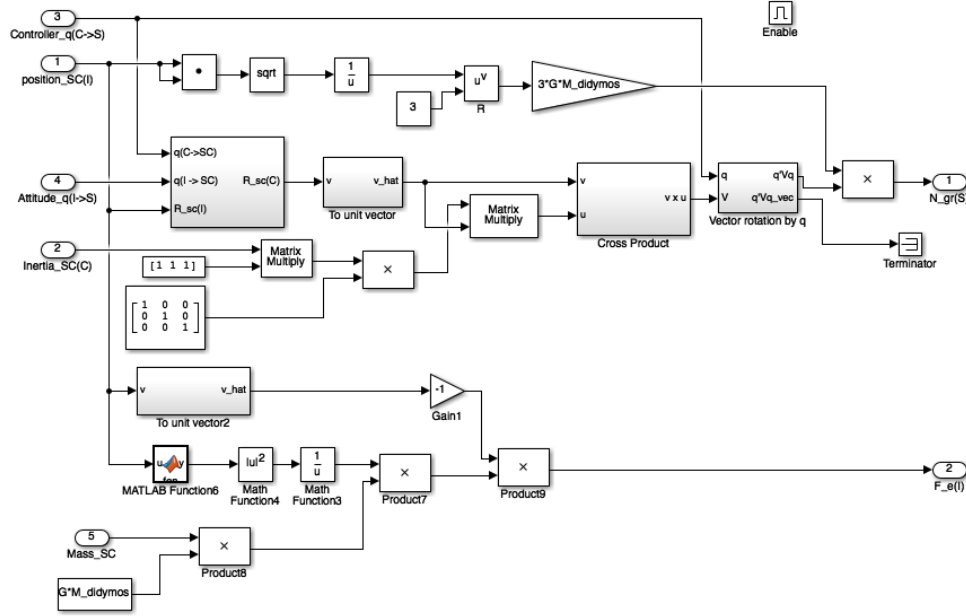 3
Controller_q(C->S)
Enable
1
position_SC(I)
sqrt
1
u
u^v
R
3
3*G*M_didymos
q(C->SC)
q(I -> SC)
R_sc(I)
R_sc(C)
4
Attitude_q(I->S)
v
v_hat
To unit vector
Matrix
Multiply
v
u
v x u
Cross Product
q
V
q'Vq
q'Vq_vec
Vector rotation by q
×
1
N_gr(S)
Terminator
2
Inertia_SC(C)
[1 1 1]
Matrix
Multiply
×
1 0 0
0 1 0
0 0 1
v
v_hat
To unit vector2
-1
Gain1
u
y
fcn
MATLAB Function6
|u|²
Math
Function4
1
u
Math
Function3
×
Product7
×
Product9
2
F_e(I)
5
Mass_SC
×
Product8
G*M_didymos